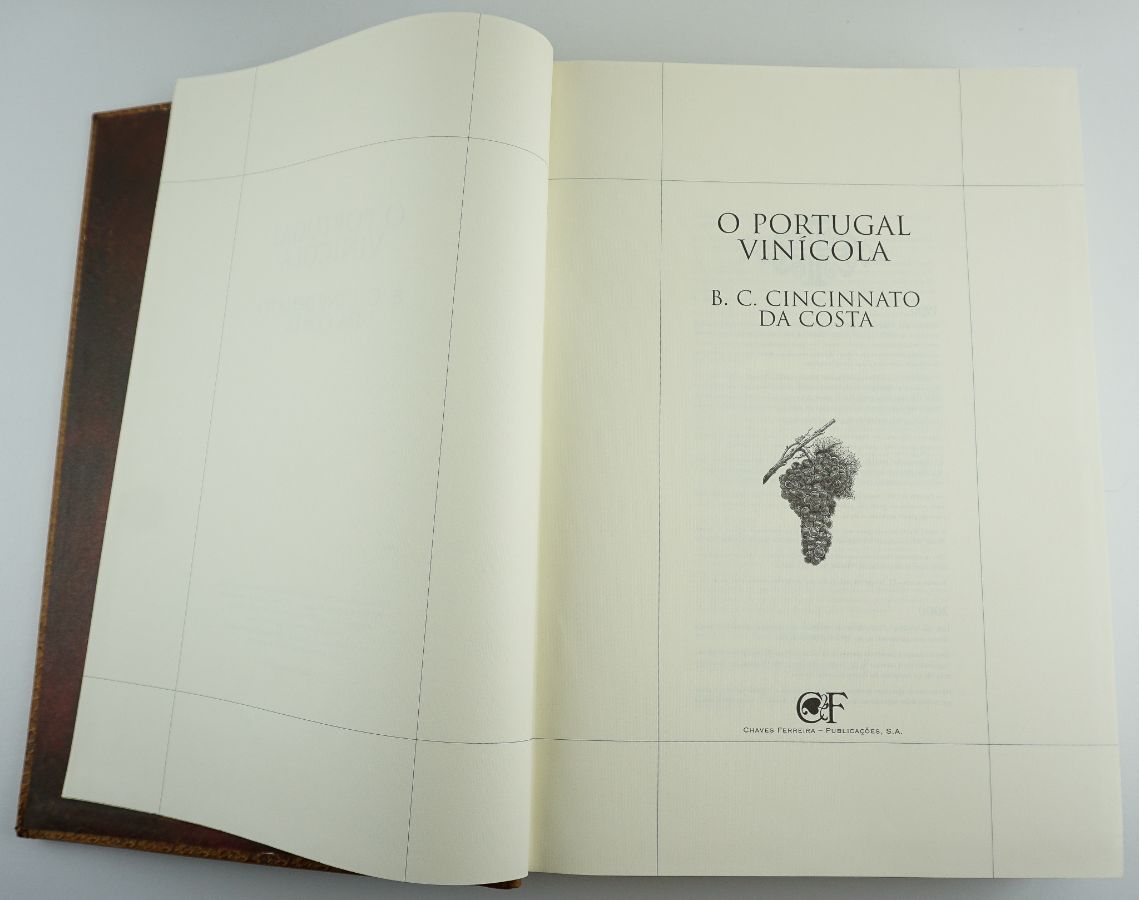 O PORTUGAL
VINÍCOLA
B. C. CINCINNATO
DA COSTA
C&F
CHAVES FERREIRA – PUBLICAÇÕES, S.A.